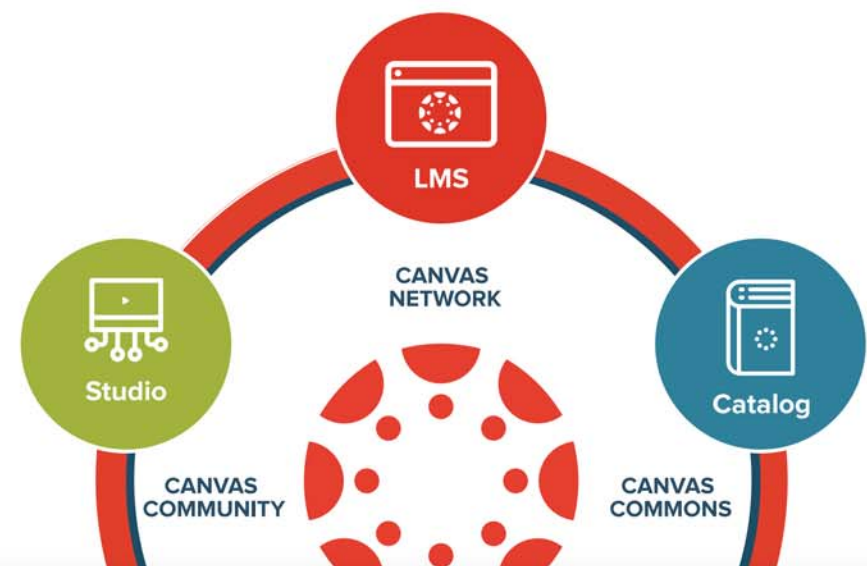 LMS
CANVAS
NETWORK
Studio
Catalog
CANVAS
COMMUNITY
CANVAS
COMMONS